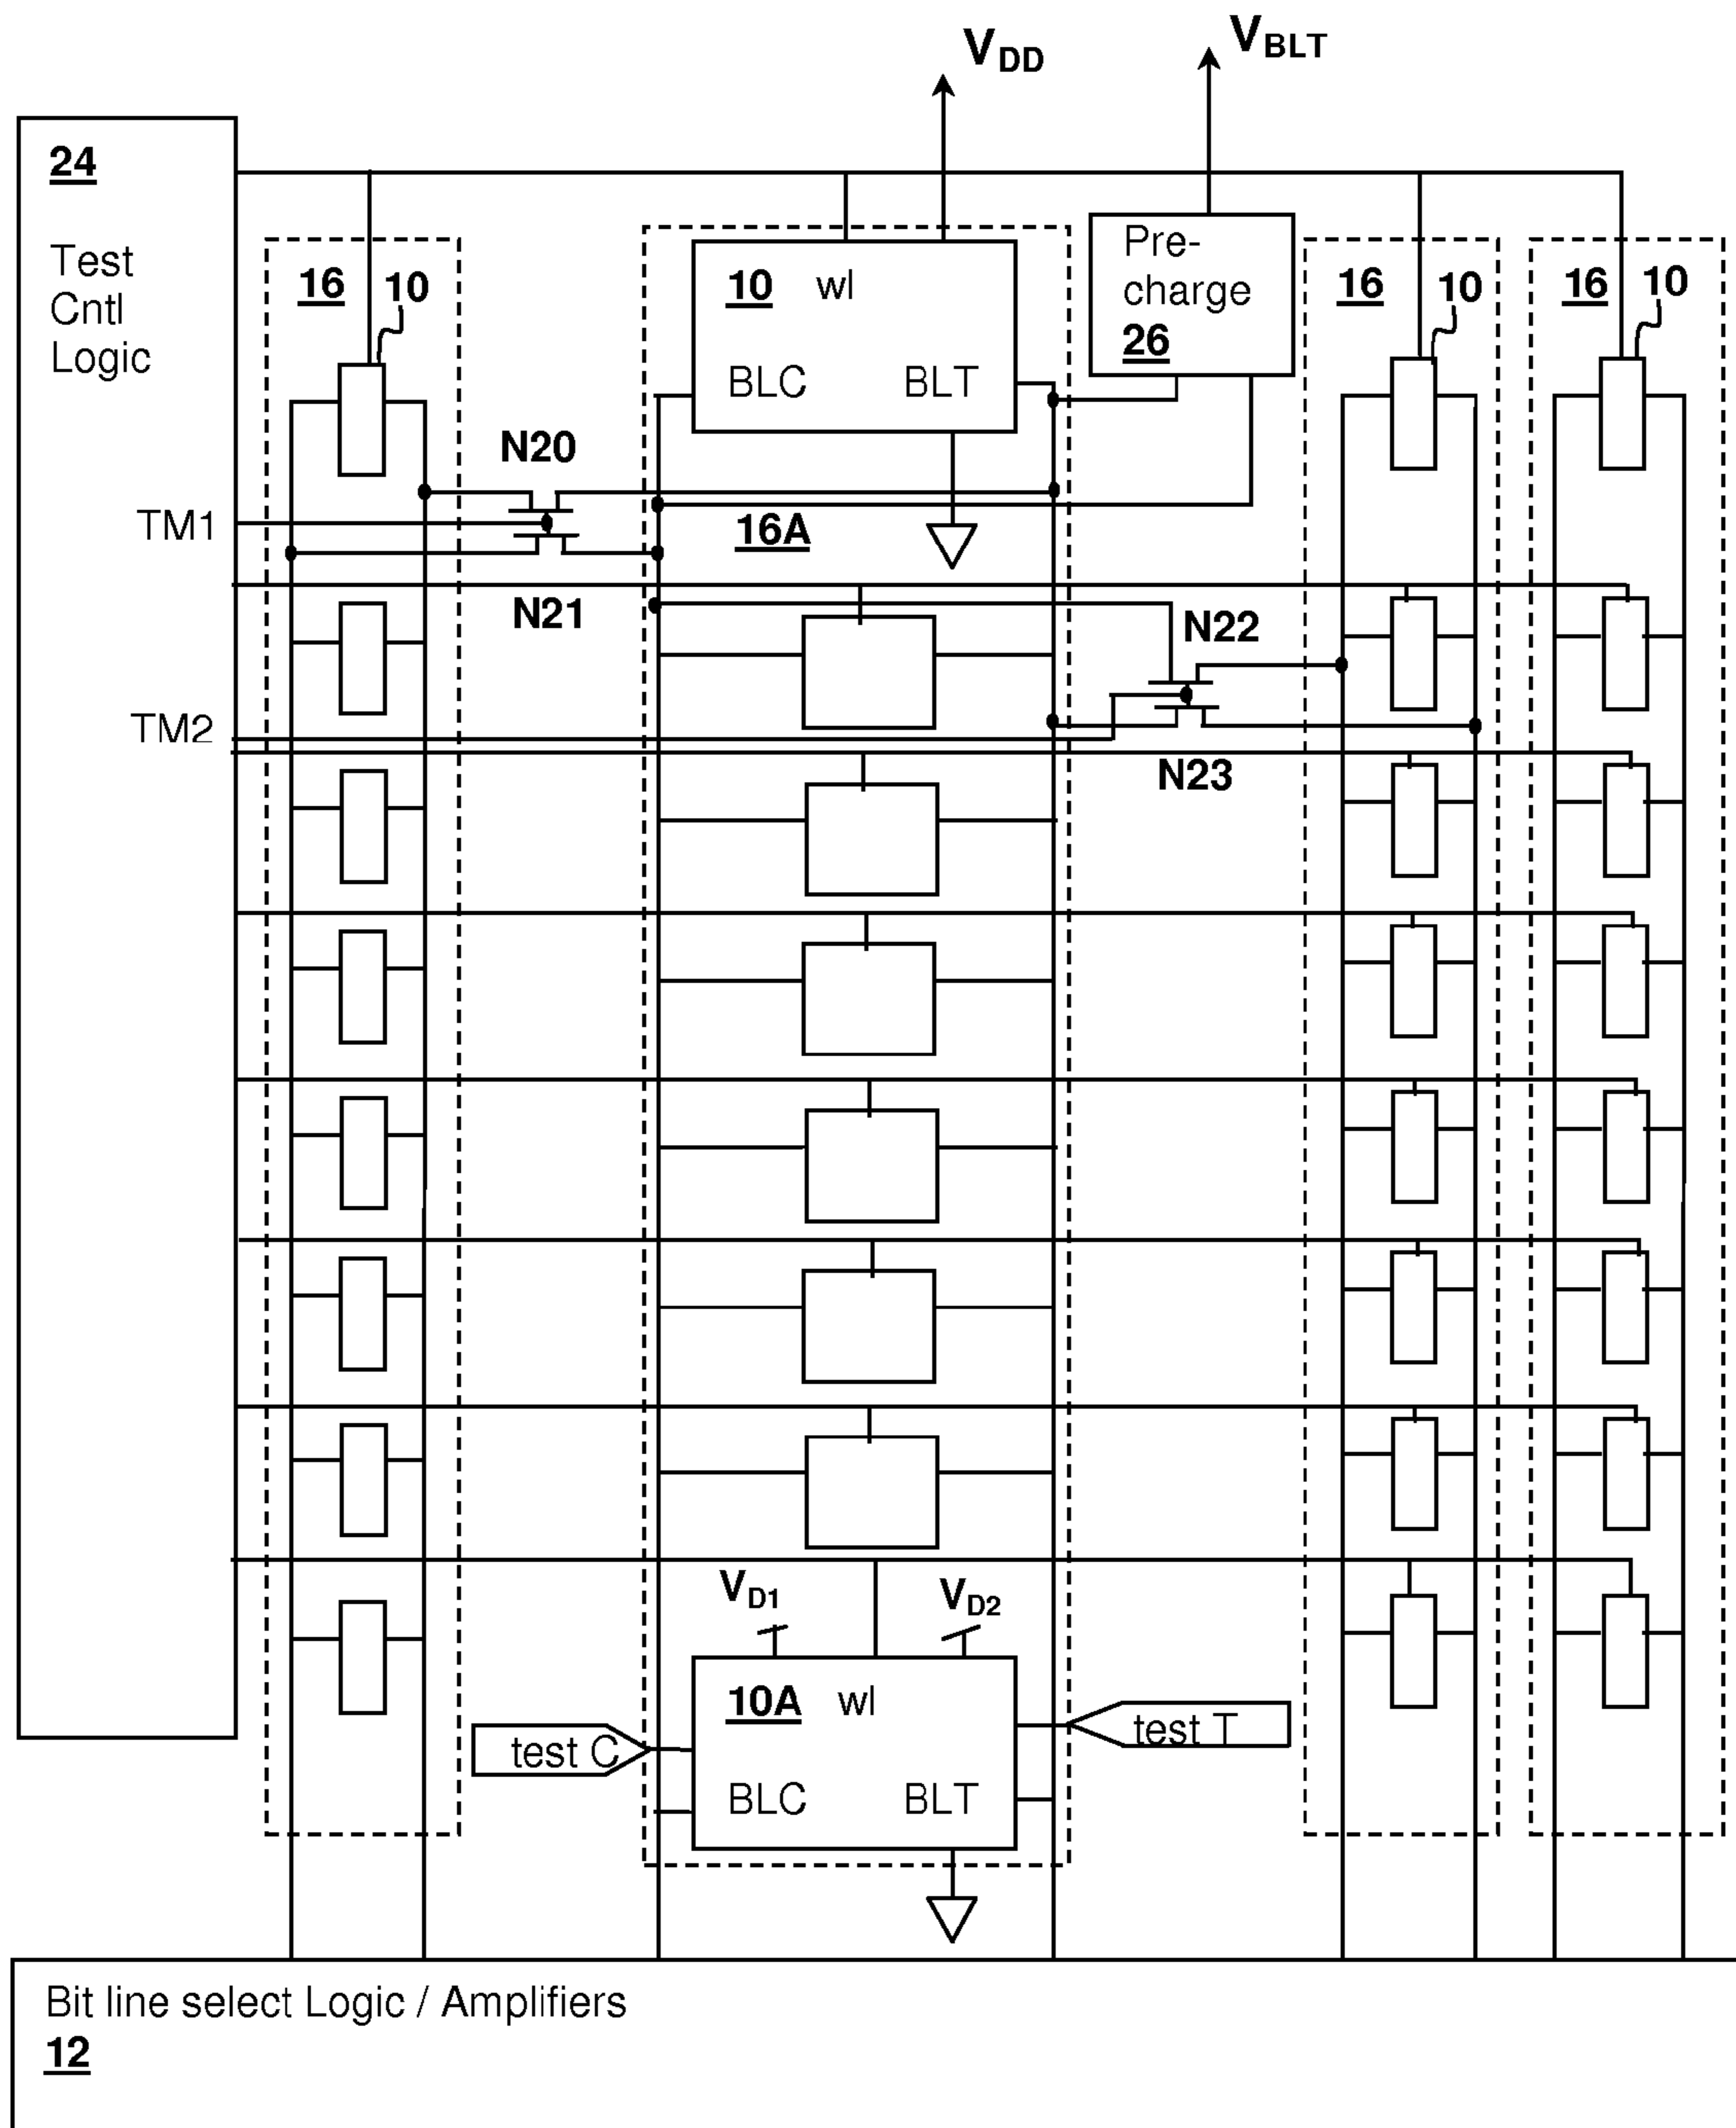 VDD
VBLT
24
Test
Cntl
Logic
16
10
10 wl
BLC BLT
Pre-
charge
26
16
10
16
10
N20
TM1
16A
N21
N22
TM2
N23
VD1
VD2
10A wl
test C
test T
BLC BLT
Bit line select Logic / Amplifiers
12